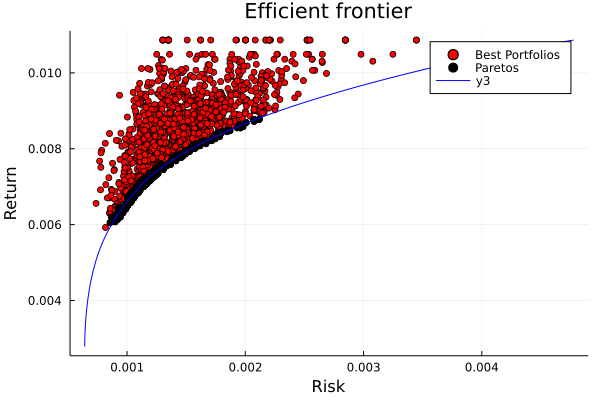 Efficient frontier
Best Portfolios
Paretos
y3
Return
0.010
0.008
0.006
0.004
0.001
0.002
0.003
0.004
Risk